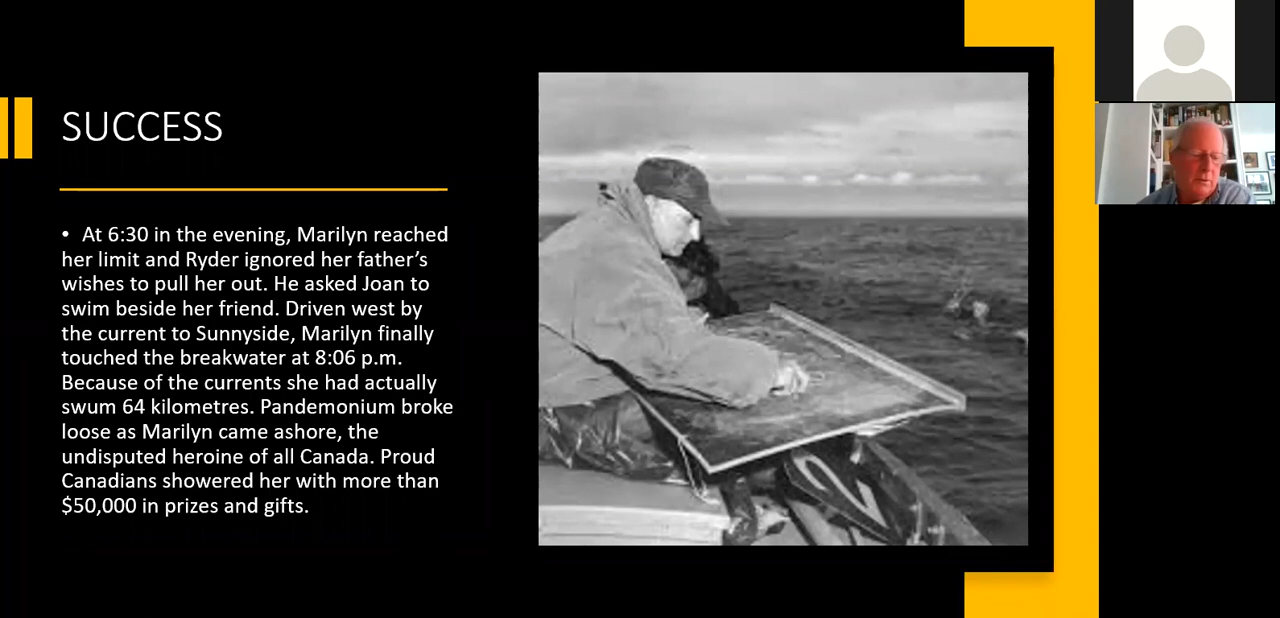 SUCCESS
• At 6:30 in the evening, Marilyn reached
her limit and Ryder ignored her father’s
wishes to pull her out. He asked Joan to
swim beside her friend. Driven west by
the current to Sunnyside, Marilyn finally
touched the breakwater at 8:06 p.m.
Because of the currents she had actually
swum 64 kilometres. Pandemonium broke
loose as Marilyn came ashore, the
undisputed heroine of all Canada. Proud
Canadians showered her with more than
$50,000 in prizes and gifts.
2